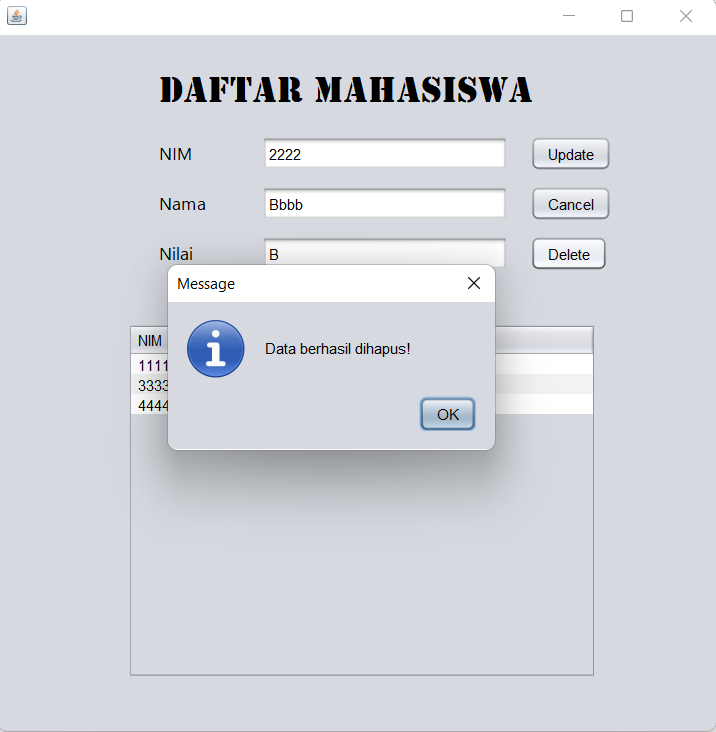 DAFTAR MAHASISWA
NIM 2222 Update
Nama Bbbb Cancel
Nilai B Delete
Message
Data berhasil dihapus!
OK
NIM
1111
3333
4444